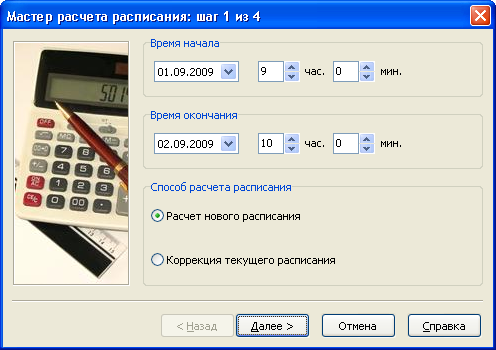 Мастер расчета расписания: шаг 1 из 4
Время начала
01.09.2009 9 час. 0 мин.
Время окончания
02.09.2009 10 час. 0 мин.
Способ расчета расписания
Расчет нового расписания
Коррекция текущего расписания
< Назад Далее > Отмена Справка